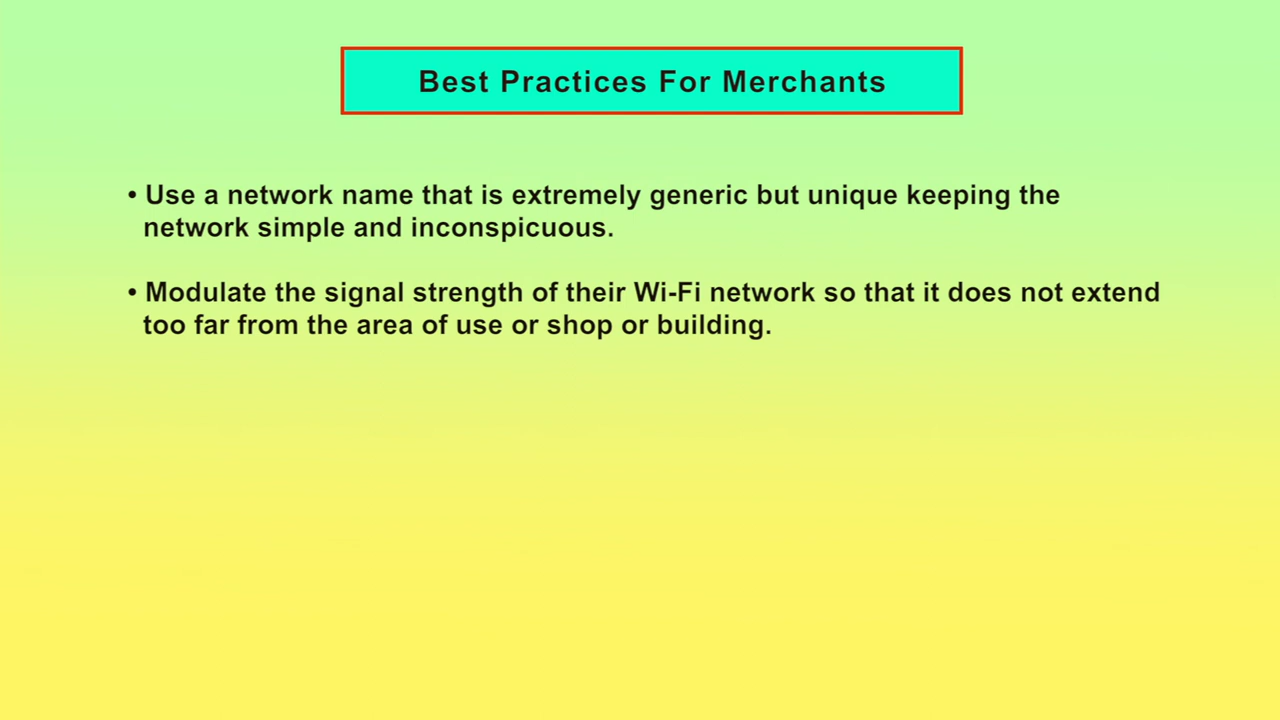 Best Practices For Merchants
• Use a network name that is extremely generic but unique keeping the
network simple and inconspicuous.
• Modulate the signal strength of their Wi-Fi network so that it does not extend
too far from the area of use or shop or building.